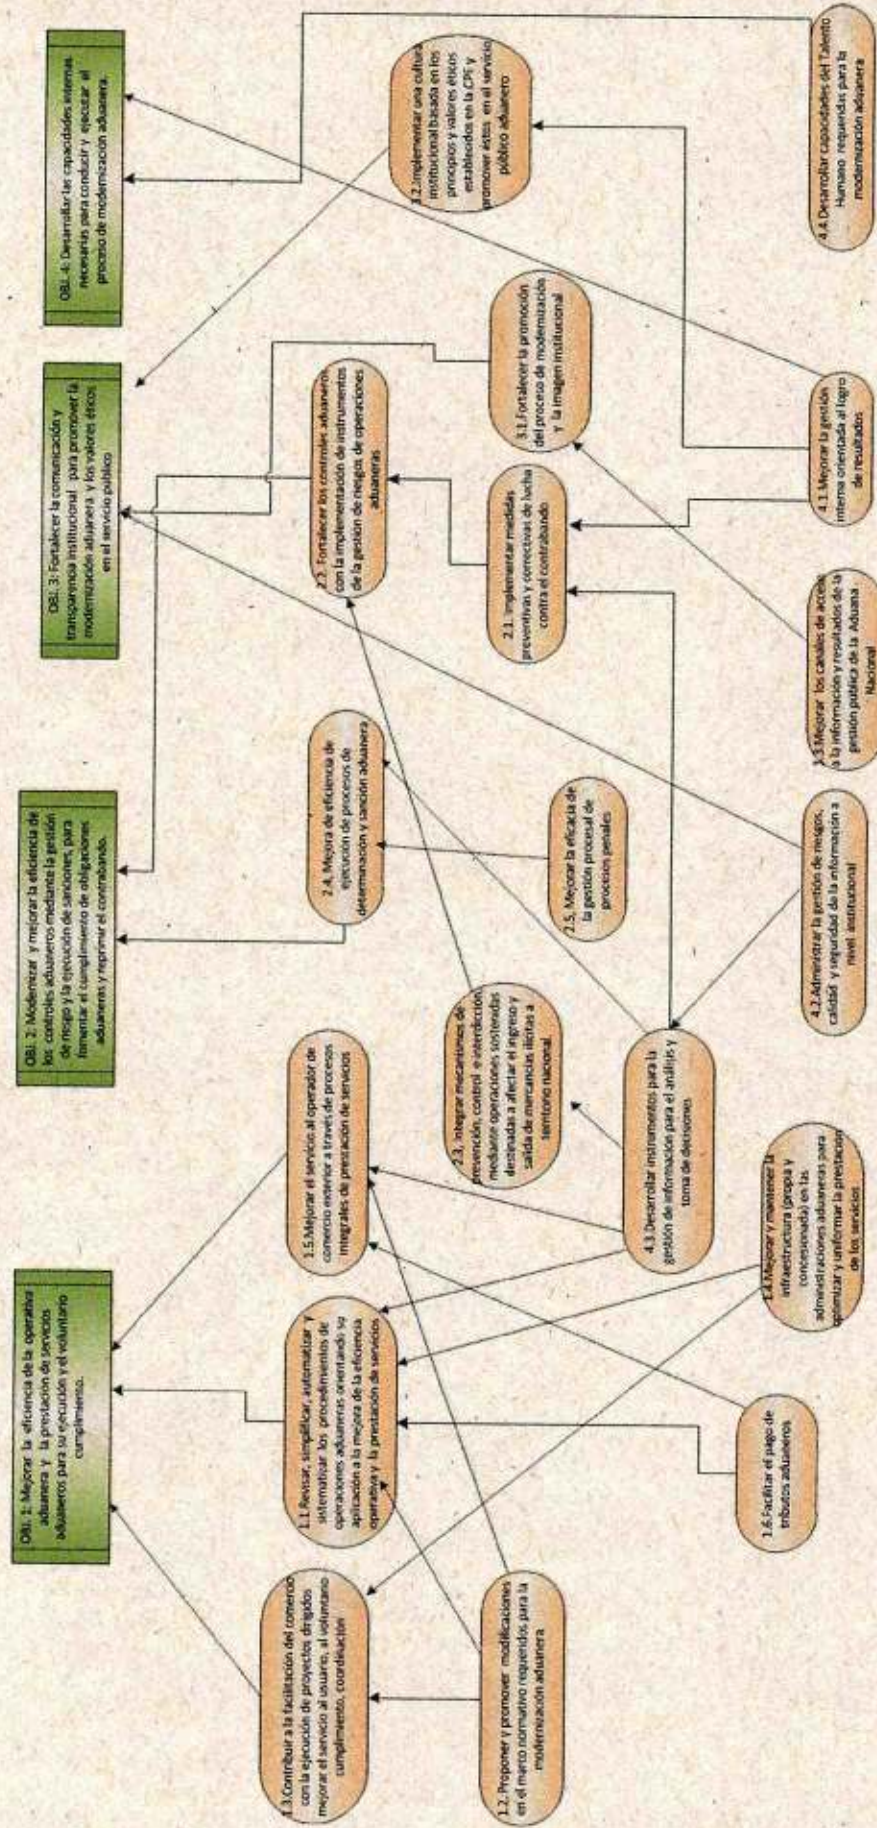 OBJ. 1: Mejorar la eficiencia de la operativa
aduanera y la prestación de servicios
aduaneros para su ejecución y el voluntario
cumplimiento.
OBJ. 2: Modernizar y mejorar la eficiencia de
los controles aduaneros mediante la gestión
de riesgo y la ejecución de sanciones, para
fomentar el cumplimiento de obligaciones
aduaneras y reprimir el contrabando.
OBJ. 3: Fortalecer la comunicación y
transparencia institucional para promover la
modernización aduanera y los valores éticos
en el servicio público
OBJ. 4: Desarrollar las capacidades internas
necesarias para conducir y ejecutar el
proceso de modernización aduanera.
1.3.Contribuir a la facilitación del comercio
con la ejecución de proyectos dirigidos
mejorar el servicio al usuario, al voluntario
cumplimiento, coordinación
1.1.Revisar, simplificar, automatizar y
sistematizar los procedimientos de
operaciones aduaneras orientando su
aplicación a la mejora de la eficiencia
operativa y la prestación de servicios
1.5.Mejorar el servicio al operador de
comercio exterior a través de procesos
integrales de prestación de servicios
2.4. Mejora de eficiencia de
ejecución de procesos de
determinación y sanción aduanera
2.2. Fortalecer los controles aduaneros
con la implementación de instrumentos
de la gestión de riesgos de operaciones
aduaneras
3.2.Implementar una cultura
institucional basada en los
principios y valores éticos
establecidos en la CPE y
promover éstos en el servicio
público aduanero
1.2. Proponer y promover modificaciones
en el marco normativo requeridos para la
modernización aduanera
2.3. Integrar mecanismos de
prevención, control e interdicción
mediante operaciones sostenidas
destinadas a afectar el ingreso y
salida de mercancías ilícitas a
territorio nacional
2.5. Mejorar la eficacia de
la gestión procesal de
procesos penales
2.1. Implementar medidas
preventivas y correctivas de lucha
contra el contrabando
3.1.Fortalecer la promoción
del proceso de modernización
y la imagen institucional
4.3.Desarrollar instrumentos para la
gestión de información para el análisis y
toma de decisiones
1.6.Facilitar el pago de
tributos aduaneros
1.4.Mejorar y mantener la
infraestructura (propia y
concesionada) en las
administraciones aduaneras para
optimizar y uniformar la prestación
de los servicios
4.2.Administrar la gestión de riesgos,
calidad y seguridad de la información a
nivel institucional
Mejorar los canales de acceso
a la información y resultados de la
gestión pública de la Aduana
Nacional
4.1. Mejorar la gestión
interna orientada al logro
de resultados
4.4.Desarrollar capacidades del Talento
Humano requeridas para la
modernización aduanera